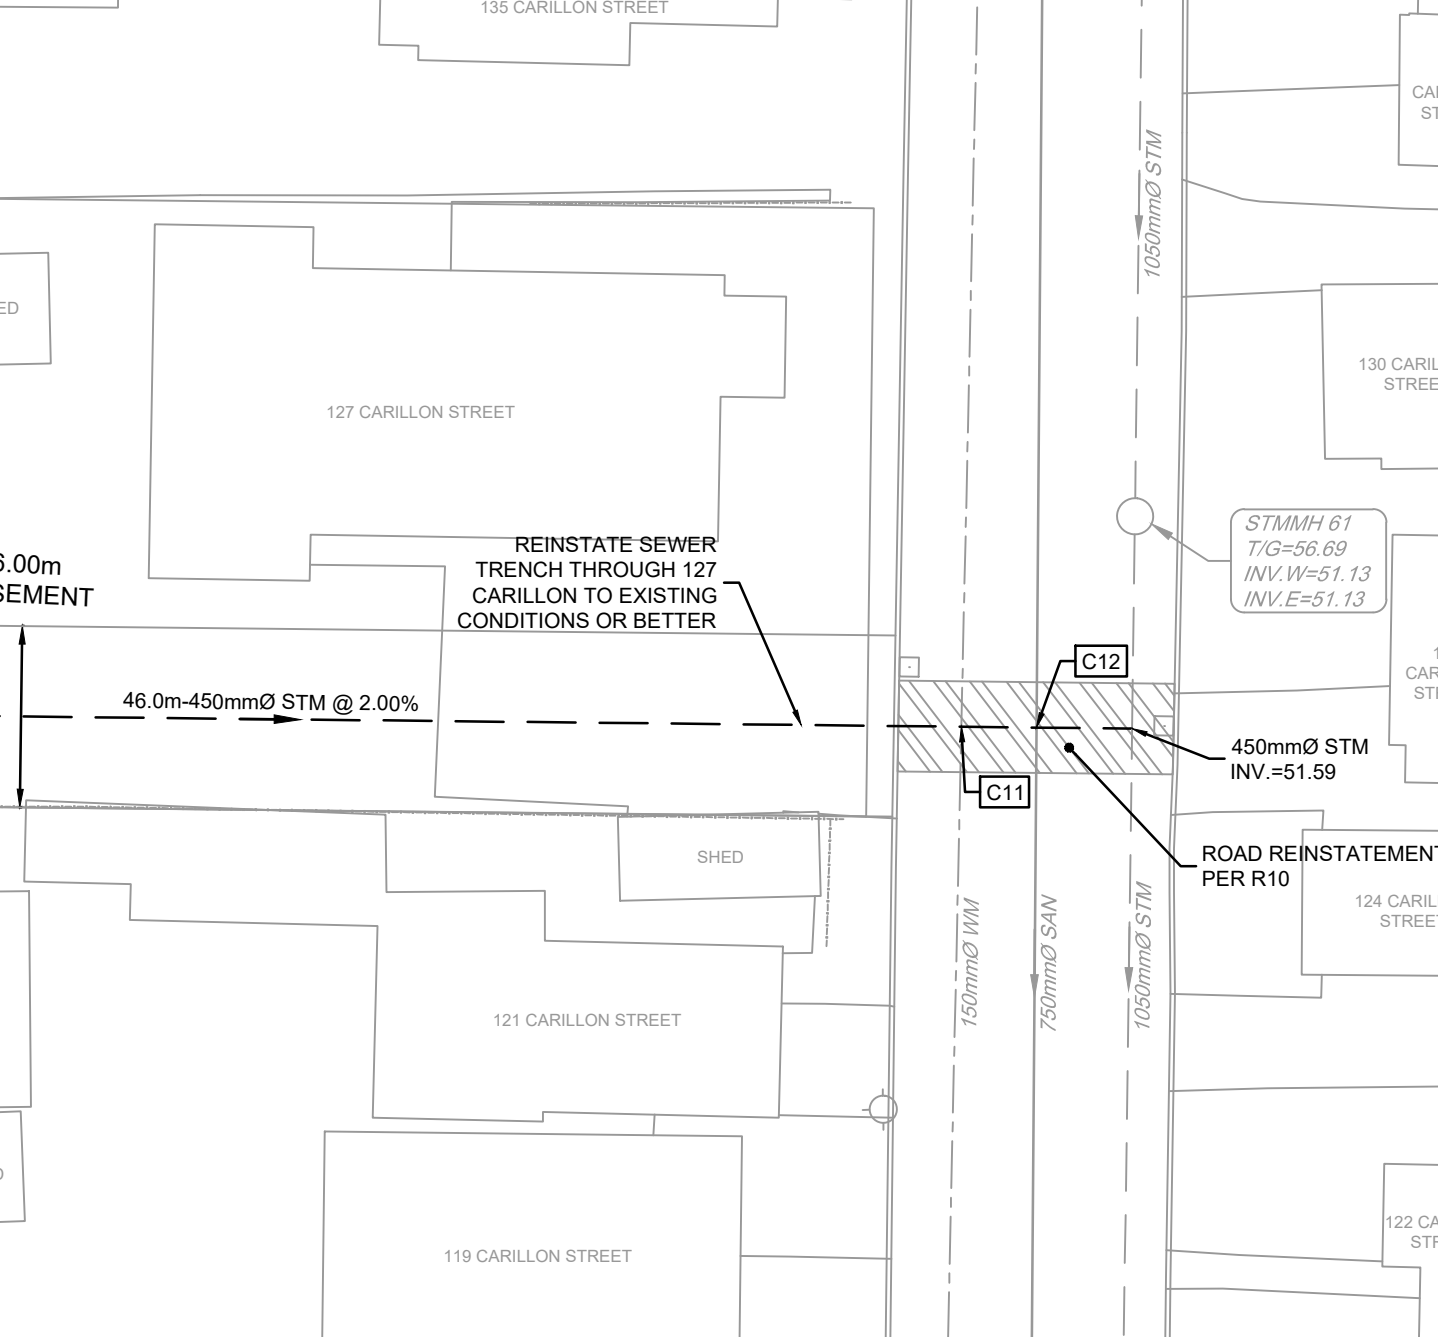 135 CARILLON STREET
1050mmØ STM
127 CARILLON STREET
130 CARIL
STREE
STMMH 61
T/G=56.69
INV.W=51.13
INV.E=51.13
REINSTATE SEWER
TRENCH THROUGH 127
CARILLON TO EXISTING
CONDITIONS OR BETTER
6.00m
SEMENT
46.0m-450mmØ STM @ 2.00%
C12
C11
450mmØ STM
INV.=51.59
ROAD REINSTATEMENT
PER R10
SHED
124 CARIL
STREET
150mmØ WM
750mmØ SAN
1050mmØ STM
121 CARILLON STREET
119 CARILLON STREET
122 CA